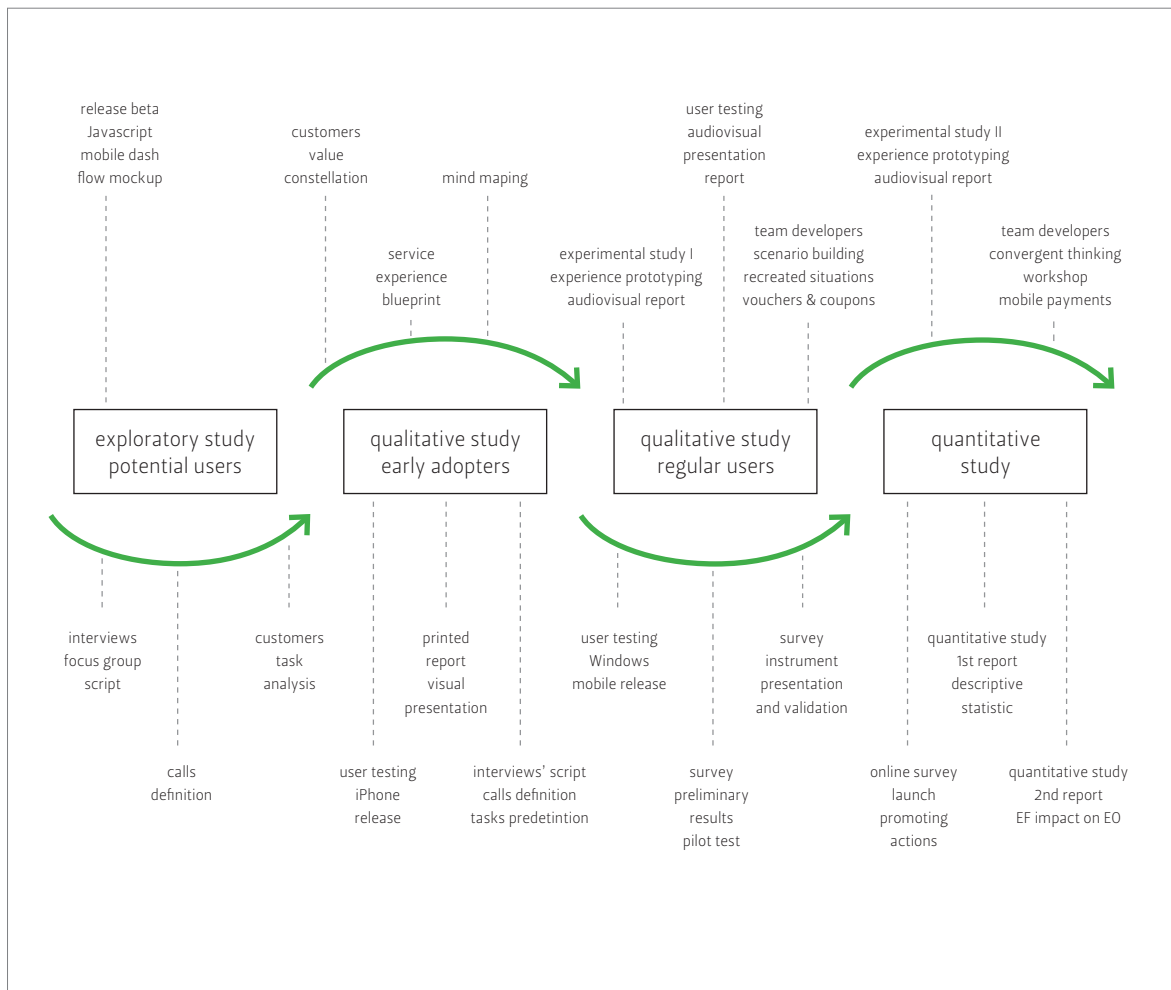 release beta
Javascript
mobile dash
flow mockup
customers
value
constellation
mind maping
service
experience
blueprint
experimental study I
experience prototyping
audiovisual report
user testing
audiovisual
presentation
report
team developers
scenario building
recreated situations
vouchers & coupons
experimental study II
experience prototyping
audiovisual report
team developers
convergent thinking
workshop
mobile payments
exploratory study
potential users
qualitative study
early adopters
qualitative study
regular users
quantitative
study
interviews
focus group
script
calls
definition
customers
task
analysis
user testing
iPhone
release
printed
report
visual
presentation
interviews' script
calls definition
tasks predetintion
user testing
Windows
mobile release
survey
preliminary
results
pilot test
survey
instrument
presentation
and validation
online survey
launch
promoting
actions
quantitative study
1st report
descriptive
statistic
quantitative study
2nd report
EF impact on EO